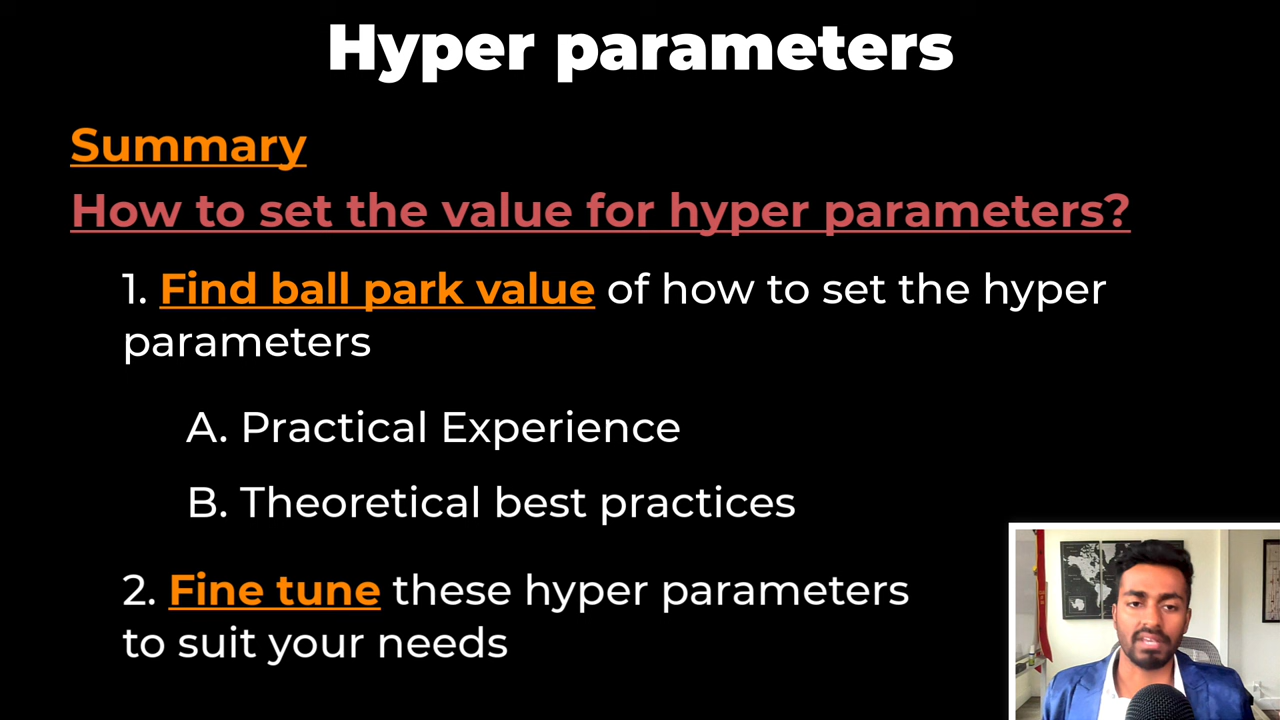 Hyper parameters
Summary
How to set the value for hyper parameters?
1. Find ball park value of how to set the hyper
parameters
A. Practical Experience
B. Theoretical best practices
2. Fine tune these hyper parameters
to suit your needs